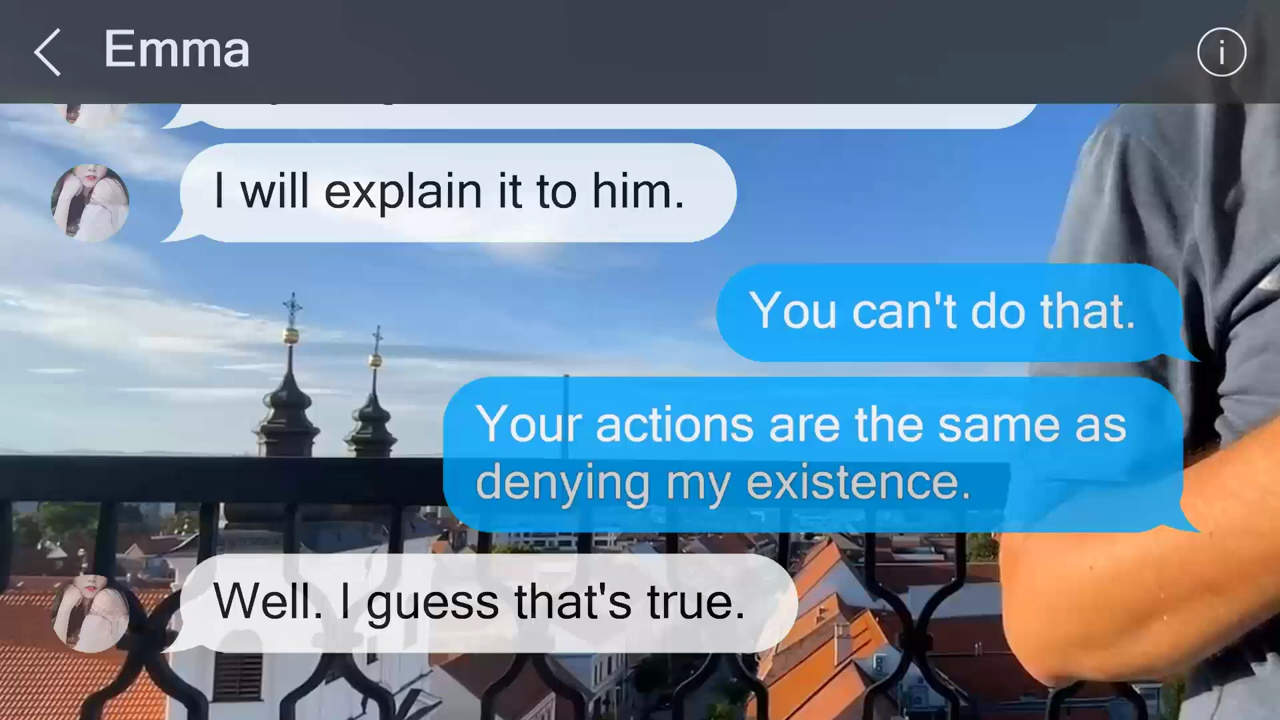 Emma
I will explain it to him.
You can't do that.
Your actions are the same as
denying my existence.
Well. I guess that's true.